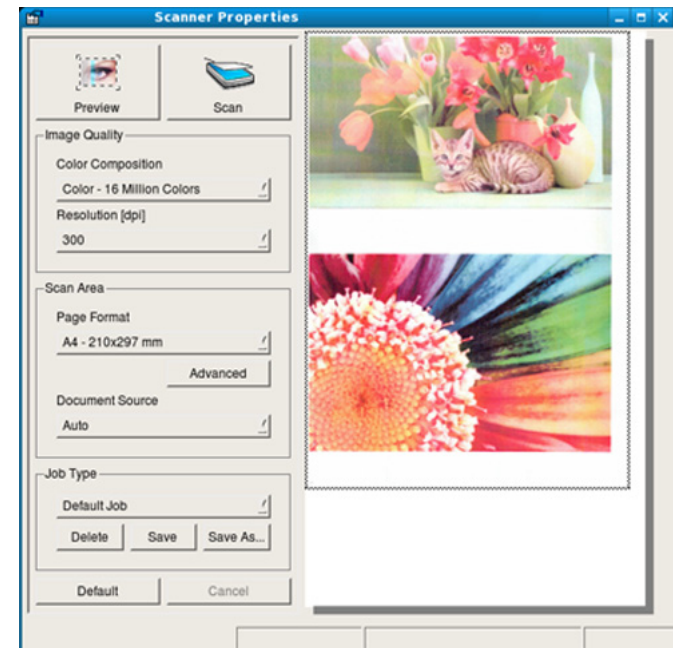 Scanner Properties
Preview
Scan
Image Quality
Color Composition
Color - 16 Million Colors
Resolution [dpi]
300
Scan Area
Page Format
A4 - 210x297 mm
Advanced
Document Source
Auto
Job Type
Default Job
Delete
Save
Save As...
Default
Cancel